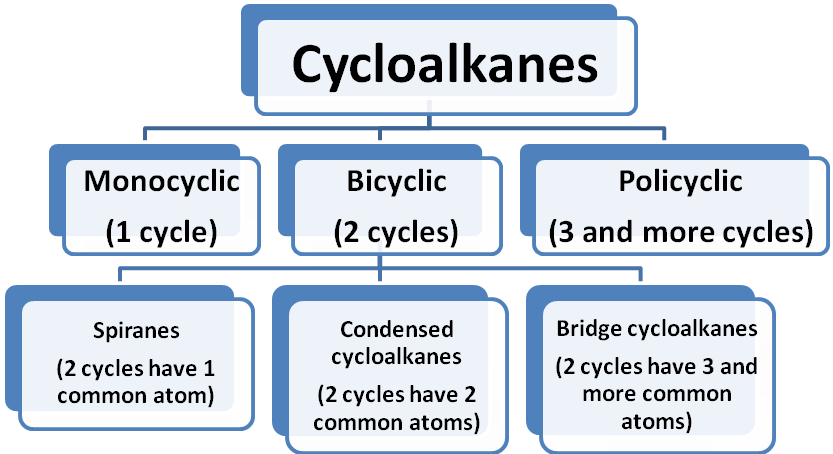 Cycloalkanes
Monocyclic
(1 cycle)
Bicyclic
(2 cycles)
Policyclic
(3 and more cycles)
Spiranes
(2 cycles have 1
common atom)
Condensed
cycloalkanes
(2 cycles have 2
common atoms)
Bridge cycloalkanes
(2 cycles have 3 and
more common
atoms)